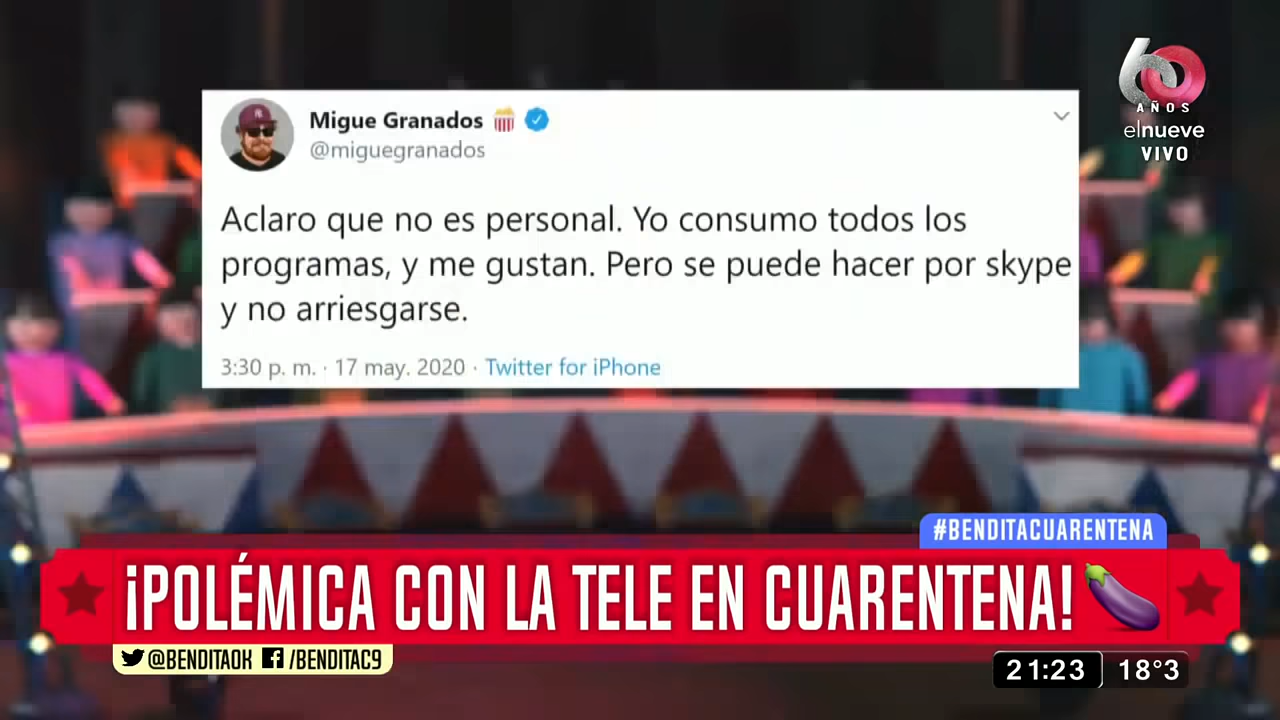 60
AÑOS
elnueve
VIVO
Migue Granados
@miguegranados
Aclaro que no es personal. Yo consumo todos los
programas, y me gustan. Pero se puede hacer por skype
y no arriesgarse.
3:30 p. m. · 17 may. 2020 · Twitter for iPhone
#BENDITACUARENTENA
¡POLÉMICA CON LA TELE EN CUARENTENA!
@BENDITAOK /BENDITAC9
21:23 18°3